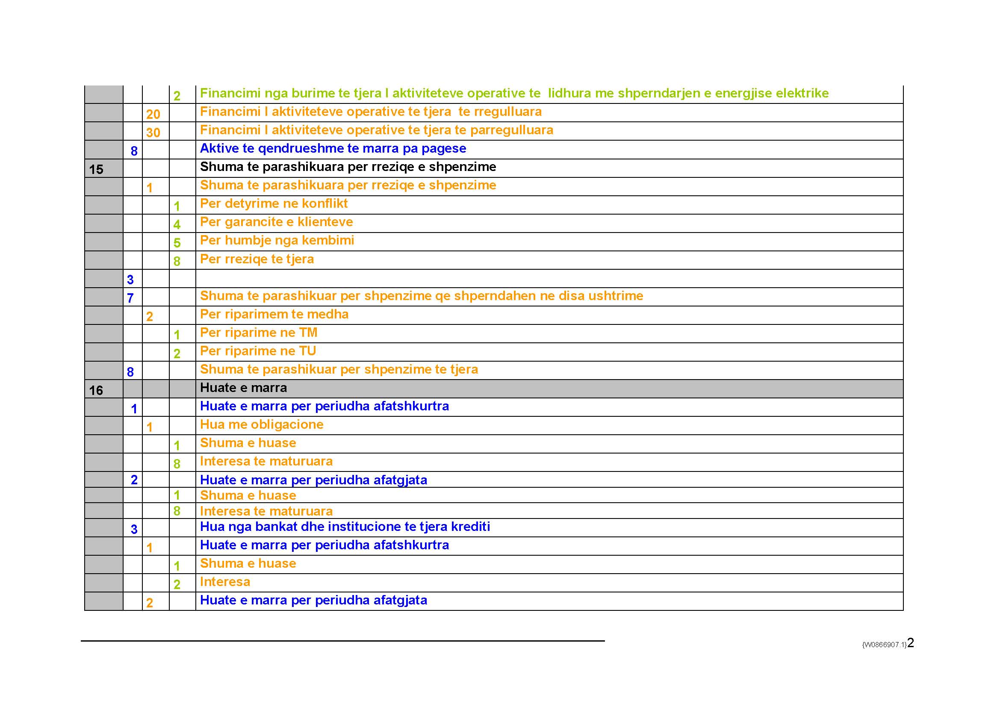 2 Financimi nga burime te tjera I aktiviteteve operative te lidhura me shperndarjen e energjise elektrike
20 Financimi I aktiviteteve operative te tjera te rregulluara
30 Financimi I aktiviteteve operative te tjera te parregulluara
8 Aktive te qendrueshme te marra pa pagese
15 Shuma te parashikuara per rreziqe e shpenzime
1 Shuma te parashikuara per rreziqe e shpenzime
1 Per detyrime ne konflikt
4 Per garancite e klienteve
5 Per humbje nga kembimi
8 Per rreziqe te tjera
3
7 Shuma te parashikuar per shpenzime qe shperndahen ne disa ushtrime
2 Per riparimem te medha
1 Per riparime ne TM
2 Per riparime ne TU
8 Shuma te parashikuar per shpenzime te tjera
16 Huate e marra
1 Huate e marra per periudha afatshkurtra
1 Hua me obligacione
1 Shuma e huase
8 Interesa te maturuara
2 Huate e marra per periudha afatgjata
1 Shuma e huase
8 Interesa te maturuara
3 Hua nga bankat dhe institucione te tjera krediti
1 Huate e marra per periudha afatshkurtra
1 Shuma e huase
2 Interesa
2 Huate e marra per periudha afatgjata
{W0866907.1}2